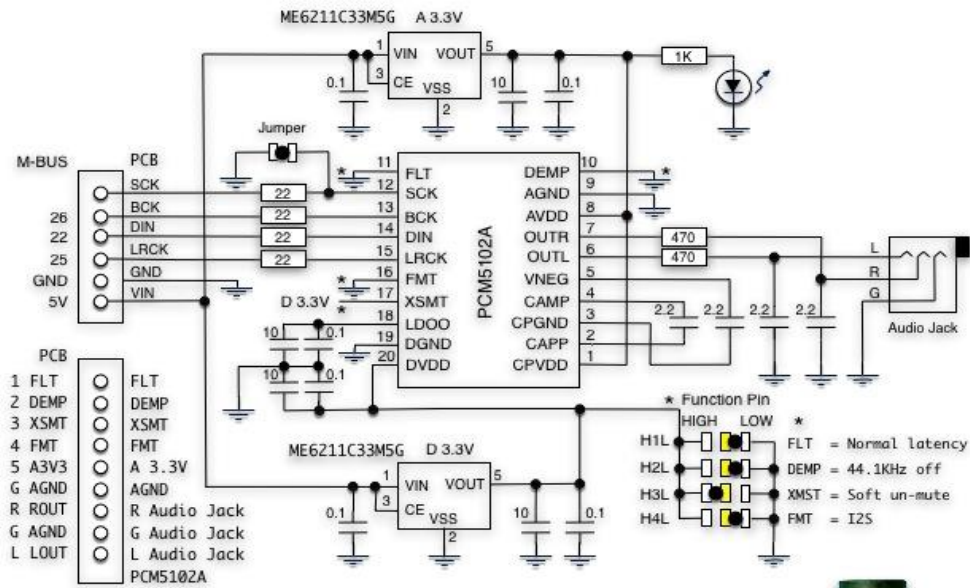 ME6211C33M5G A 3.3V
1 VIN VOUT 5
3 CE
VSS
2
0.1
10
0.1
1K
Jumper
M-BUS
PCB
SCK
22
BCK
26
22
DIN
22
22
LRCK
25
22
GND
GND
5V
VIN
* 11 FLT
12 SCK
13 BCK
14 DIN
15 LRCK
* 16 FMT
17 XSMT
*
18 LDOO
19 DGND
20 DVDD
PCM5102A
DEMP 10 *
AGND 9
AVDD 8
OUTR 7
OUTL 6
VNEG 5
CAMP 4
CPGND 3
CAPP 2
CPVDD 1
470
470
2.2
2.2
2.2
2.2
L
R
G
Audio Jack
D 3.3V
10
0.1
10
0.1
PCB
1 FLT FLT
2 DEMP DEMP
3 XSMT XSMT
4 FMT FMT
5 A3V3 A 3.3V
G AGND AGND
R ROUT R Audio Jack
G AGND G Audio Jack
L LOUT L Audio Jack
PCM5102A
ME6211C33M5G D 3.3V
1 VIN VOUT 5
3 CE
VSS
2
0.1
10
0.1
* Function Pin
HIGH LOW *
H1L FLT = Normal latency
H2L DEMP = 44.1KHz off
H3L XMST = Soft un-mute
H4L FMT = I2S